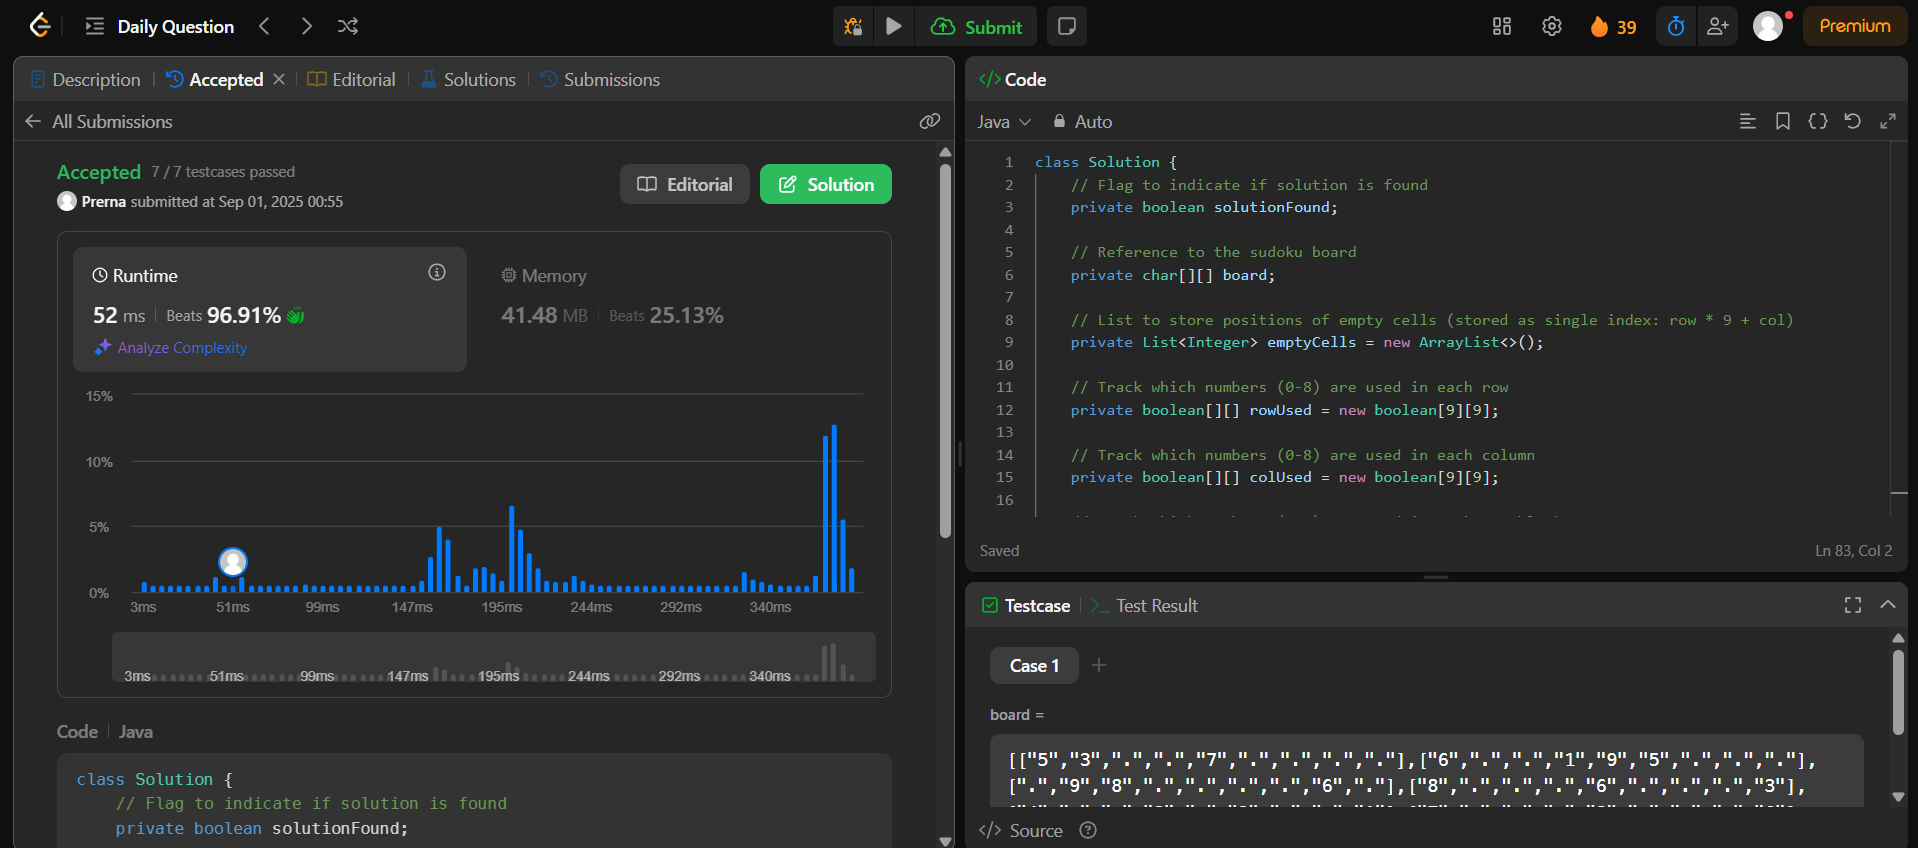 Daily Question
Submit
39
Premium
Description
Accepted
Editorial
Solutions
Submissions
All Submissions
Accepted 7 / 7 testcases passed
Prerna submitted at Sep 01, 2025 00:55
Editorial
Solution
Runtime
52 ms Beats 96.91%
Analyze Complexity
Memory
41.48 MB Beats 25.13%
15%
10%
5%
0%
3ms 51ms 99ms 147ms 195ms 244ms 292ms 340ms
3ms 51ms 99ms 147ms 195ms 244ms 292ms 340ms
Code Java
class Solution {
// Flag to indicate if solution is found
private boolean solutionFound;
</> Code
Java Auto
1 class Solution {
2 // Flag to indicate if solution is found
3 private boolean solutionFound;
4
5 // Reference to the sudoku board
6 private char[][] board;
7
8 // List to store positions of empty cells (stored as single index: row * 9 + col)
9 private List<Integer> emptyCells = new ArrayList<>();
10
11 // Track which numbers (0-8) are used in each row
12 private boolean[][] rowUsed = new boolean[9][9];
13
14 // Track which numbers (0-8) are used in each column
15 private boolean[][] colUsed = new boolean[9][9];
16
Saved
Ln 83, Col 2
Testcase
Test Result
Case 1
board =
[["5","3",".",".","7",".",".",".","."],["6",".",".","1","9","5",".",".","."],
[".","9","8",".",".",".",".","6","."],["8",".",".",".","6",".",".",".","3"],
</> Source